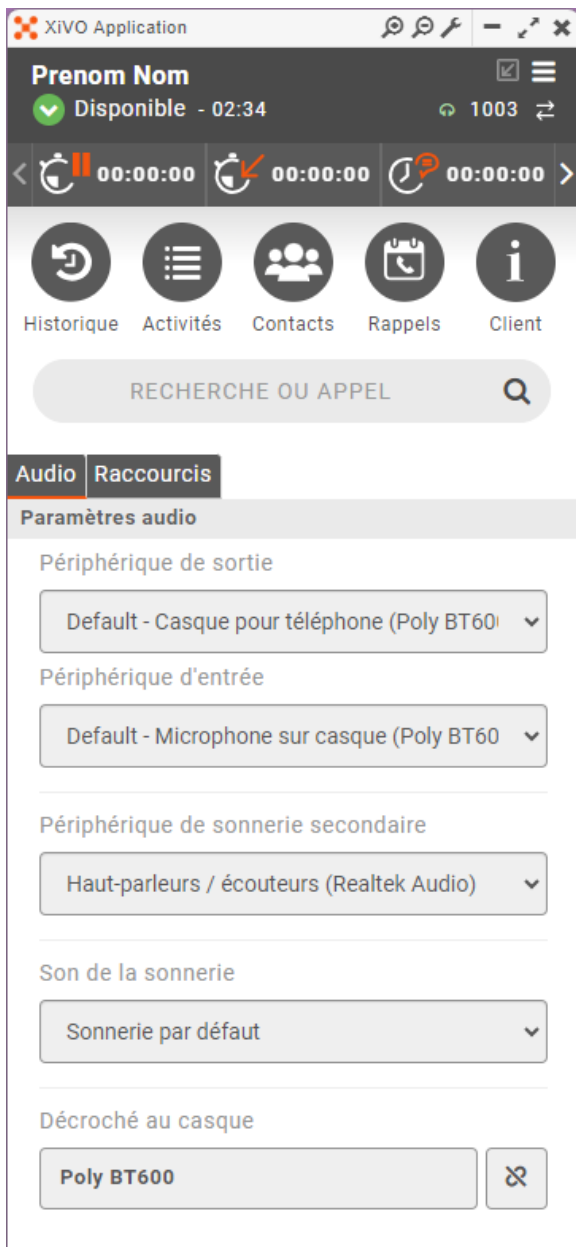 XiVO Application
Prenom Nom
Disponible - 02:34
1003
00:00:00
00:00:00
00:00:00
Historique
Activités
Contacts
Rappels
Client
RECHERCHE OU APPEL
Audio
Raccourcis
Paramètres audio
Périphérique de sortie
Default - Casque pour téléphone (Poly BT60
Périphérique d'entrée
Default - Microphone sur casque (Poly BT60
Périphérique de sonnerie secondaire
Haut-parleurs / écouteurs (Realtek Audio)
Son de la sonnerie
Sonnerie par défaut
Décroché au casque
Poly BT600